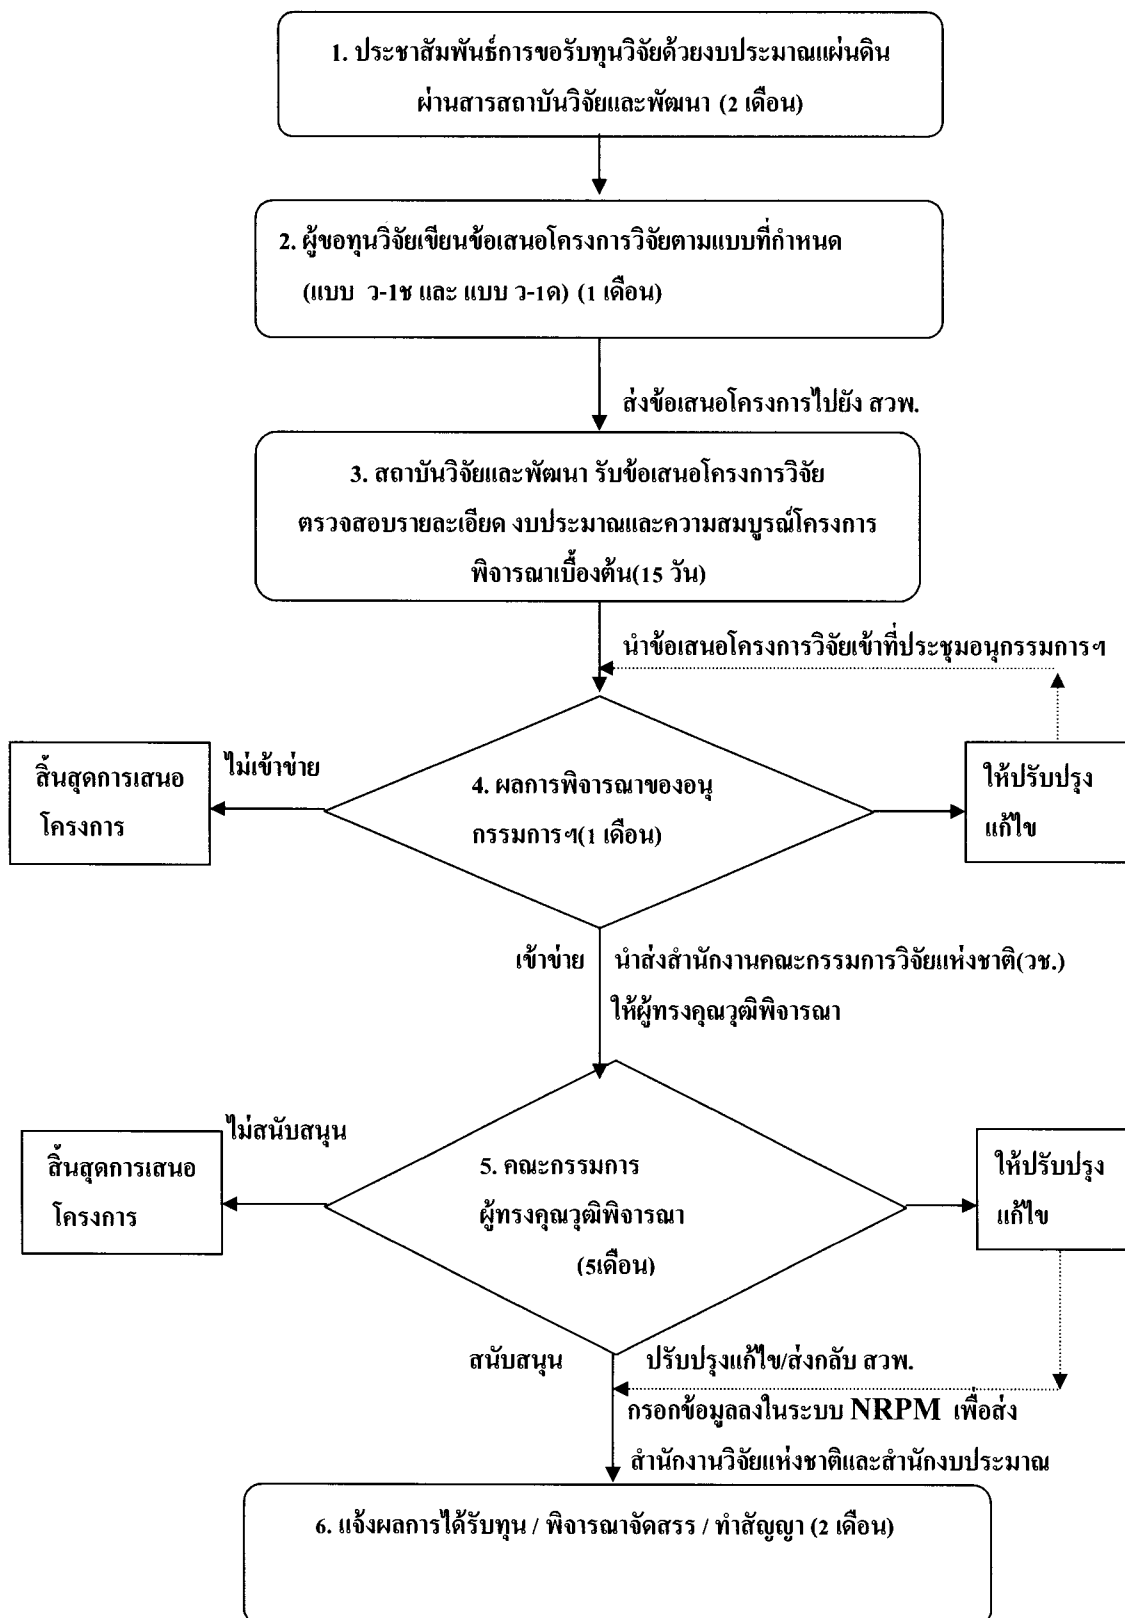 1. ประชาสัมพันธ์การขอรับทุนวิจัยด้วยงบประมาณแผ่นดิน
ผ่านสารสถาบันวิจัยและพัฒนา (2 เดือน)
2. ผู้ขอทุนวิจัยเขียนข้อเสนอโครงการวิจัยตามแบบที่กำหนด
(แบบ ว-1ช และ แบบ ว-1ด) (1 เดือน)
ส่งข้อเสนอโครงการไปยัง สวพ.
3. สถาบันวิจัยและพัฒนา รับข้อเสนอโครงการวิจัย
ตรวจสอบรายละเอียด งบประมาณและความสมบูรณ์โครงการ
พิจารณาเบื้องต้น(15 วัน)
นำข้อเสนอโครงการวิจัยเข้าที่ประชุมอนุกรรมการฯ
สิ้นสุดการเสนอ
โครงการ
ไม่เข้าข่าย
4. ผลการพิจารณาของอนุ
กรรมการฯ(1 เดือน)
ให้ปรับปรุง
แก้ไข
เข้าข่าย
นำส่งสำนักงานคณะกรรมการวิจัยแห่งชาติ(วช.)
ให้ผู้ทรงคุณวุฒิพิจารณา
สิ้นสุดการเสนอ
โครงการ
ไม่สนับสนุน
5. คณะกรรมการ
ผู้ทรงคุณวุฒิพิจารณา
(5เดือน)
ให้ปรับปรุง
แก้ไข
สนับสนุน
ปรับปรุงแก้ไข/ส่งกลับ สวพ.
กรอกข้อมูลลงในระบบ NRPM เพื่อส่ง
สำนักงานวิจัยแห่งชาติและสำนักงบประมาณ
6. แจ้งผลการได้รับทุน / พิจารณาจัดสรร / ทำสัญญา (2 เดือน)